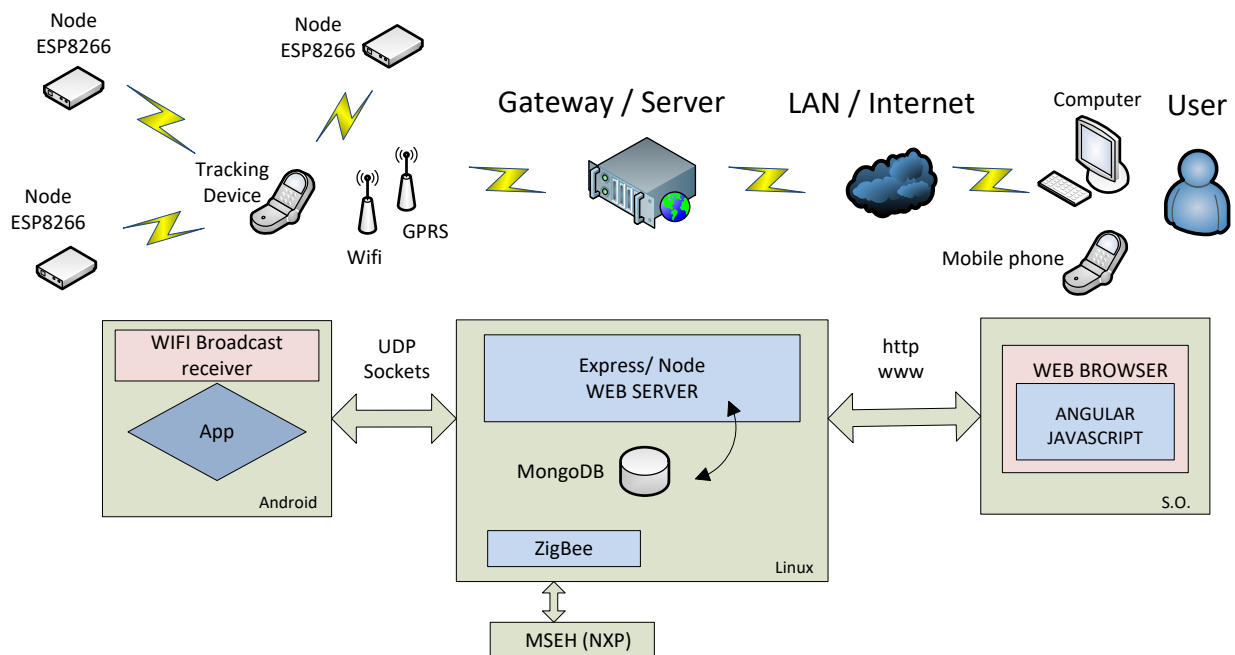 Node
ESP8266
Node
ESP8266
Node
ESP8266
Tracking
Device
Wifi
GPRS
Gateway / Server
LAN / Internet
Computer
User
Mobile phone
WIFI Broadcast
receiver
App
Android
UDP
Sockets
Express/ Node
WEB SERVER
MongoDB
ZigBee
Linux
MSEH (NXP)
http
www
WEB BROWSER
ANGULAR
JAVASCRIPT
S.O.